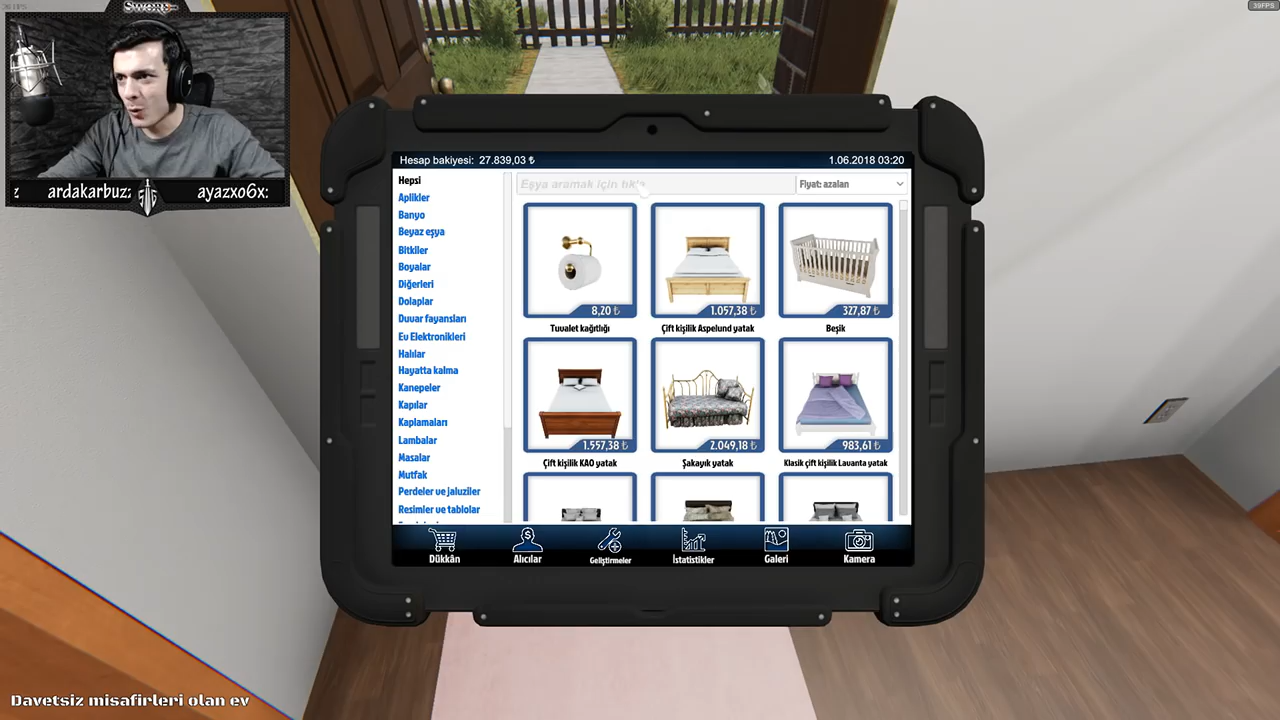 39FPS
SWORD
ardakarbuzz
ayazxo6x:
Hesap bakiyesi: 27.839,03 ₺
1.06.2018 03:20
Hepsi
Aplikler
Banyo
Beyaz eşya
Bitkiler
Boyalar
Diğerleri
Dolaplar
Duvar fayansları
Ev Elektronikleri
Halılar
Hayatta kalma
Kanepeler
Kapılar
Kaplamaları
Lambalar
Masalar
Mutfak
Perdeler ve jaluziler
Resimler ve tablolar
Eşya aramak için tıkla
Fiyat: azalan
8,20 ₺
1.057,38 ₺
327,87 ₺
Tuvalet kağıtlığı
Çift kişilik Aspelund yatak
Beşik
1.557,38 ₺
2.049,18 ₺
983,61 ₺
Çift kişilik KAO yatak
Şakayık yatak
Klasik çift kişilik Lavanta yatak
Dükkân
Alıcılar
Geliştirmeler
İstatistikler
Galeri
Kamera
Davetsiz misafirleri olan ev